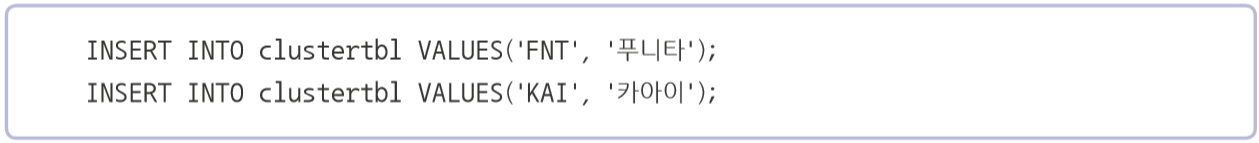 INSERT INTO clustertbl VALUES('FNT', '푸니타');
INSERT INTO clustertbl VALUES('KAI', '카아이');